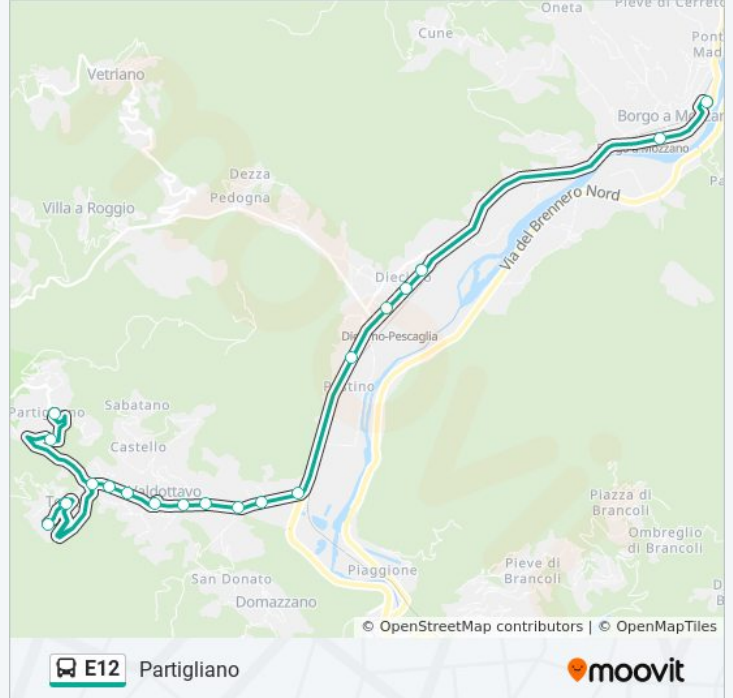 Oneta
Pieve di Cerreto
Cune
Pont
Mad
Vetriano
Borgo a Mozzano
Borgo a Mozzano
Dezza
Pedogna
Villa a Roggio
Via del Brennero Nord
Diecimo
Diecimo-Pescaglia
Pastino
Partigliano
Sabatano
Castello
Valdottavo
Piazza di
Brancoli
Ombreglio
di Brancoli
Pieve di
Brancoli
Piaggione
San Donato
Domazzano
© OpenStreetMap contributors | © OpenMapTiles
E12 Partigliano
moovit